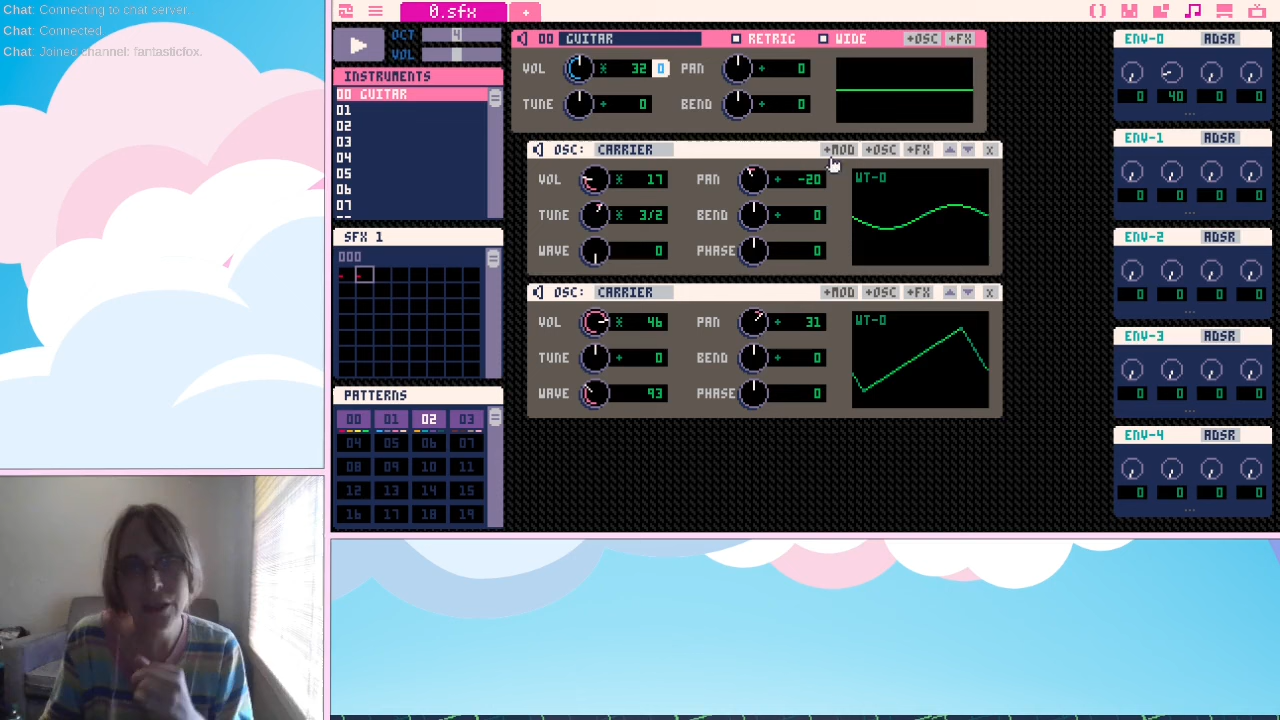 Chat: Connecting to chat server.
Chat: Connected
Chat: Joined channel: fantasticfox.
0.sfx +
OCT 4
VOL
INSTRUMENTS
00 GUITAR
01
02
03
04
05
06
07
SFX 1
000
PATTERNS
00 01 02 03
04 05 06 07
08 09 10 11
12 13 14 15
16 17 18 19
00 GUITAR RETRIG WIDE +OSC +FX
VOL × 32 0 PAN + 0
TUNE + 0 BEND + 0
OSC: CARRIER +MOD +OSC +FX X
VOL × 17 PAN + -20 WT-0
TUNE × 3/2 BEND + 0
WAVE 0 PHASE 0
OSC: CARRIER +MOD +OSC +FX X
VOL × 46 PAN + 31 WT-0
TUNE + 0 BEND + 0
WAVE 93 PHASE 0
ENV-0 ADSR
0 40 0 0
...
ENV-1 ADSR
0 0 0 0
...
ENV-2 ADSR
0 0 0 0
...
ENV-3 ADSR
0 0 0 0
...
ENV-4 ADSR
0 0 0 0
...